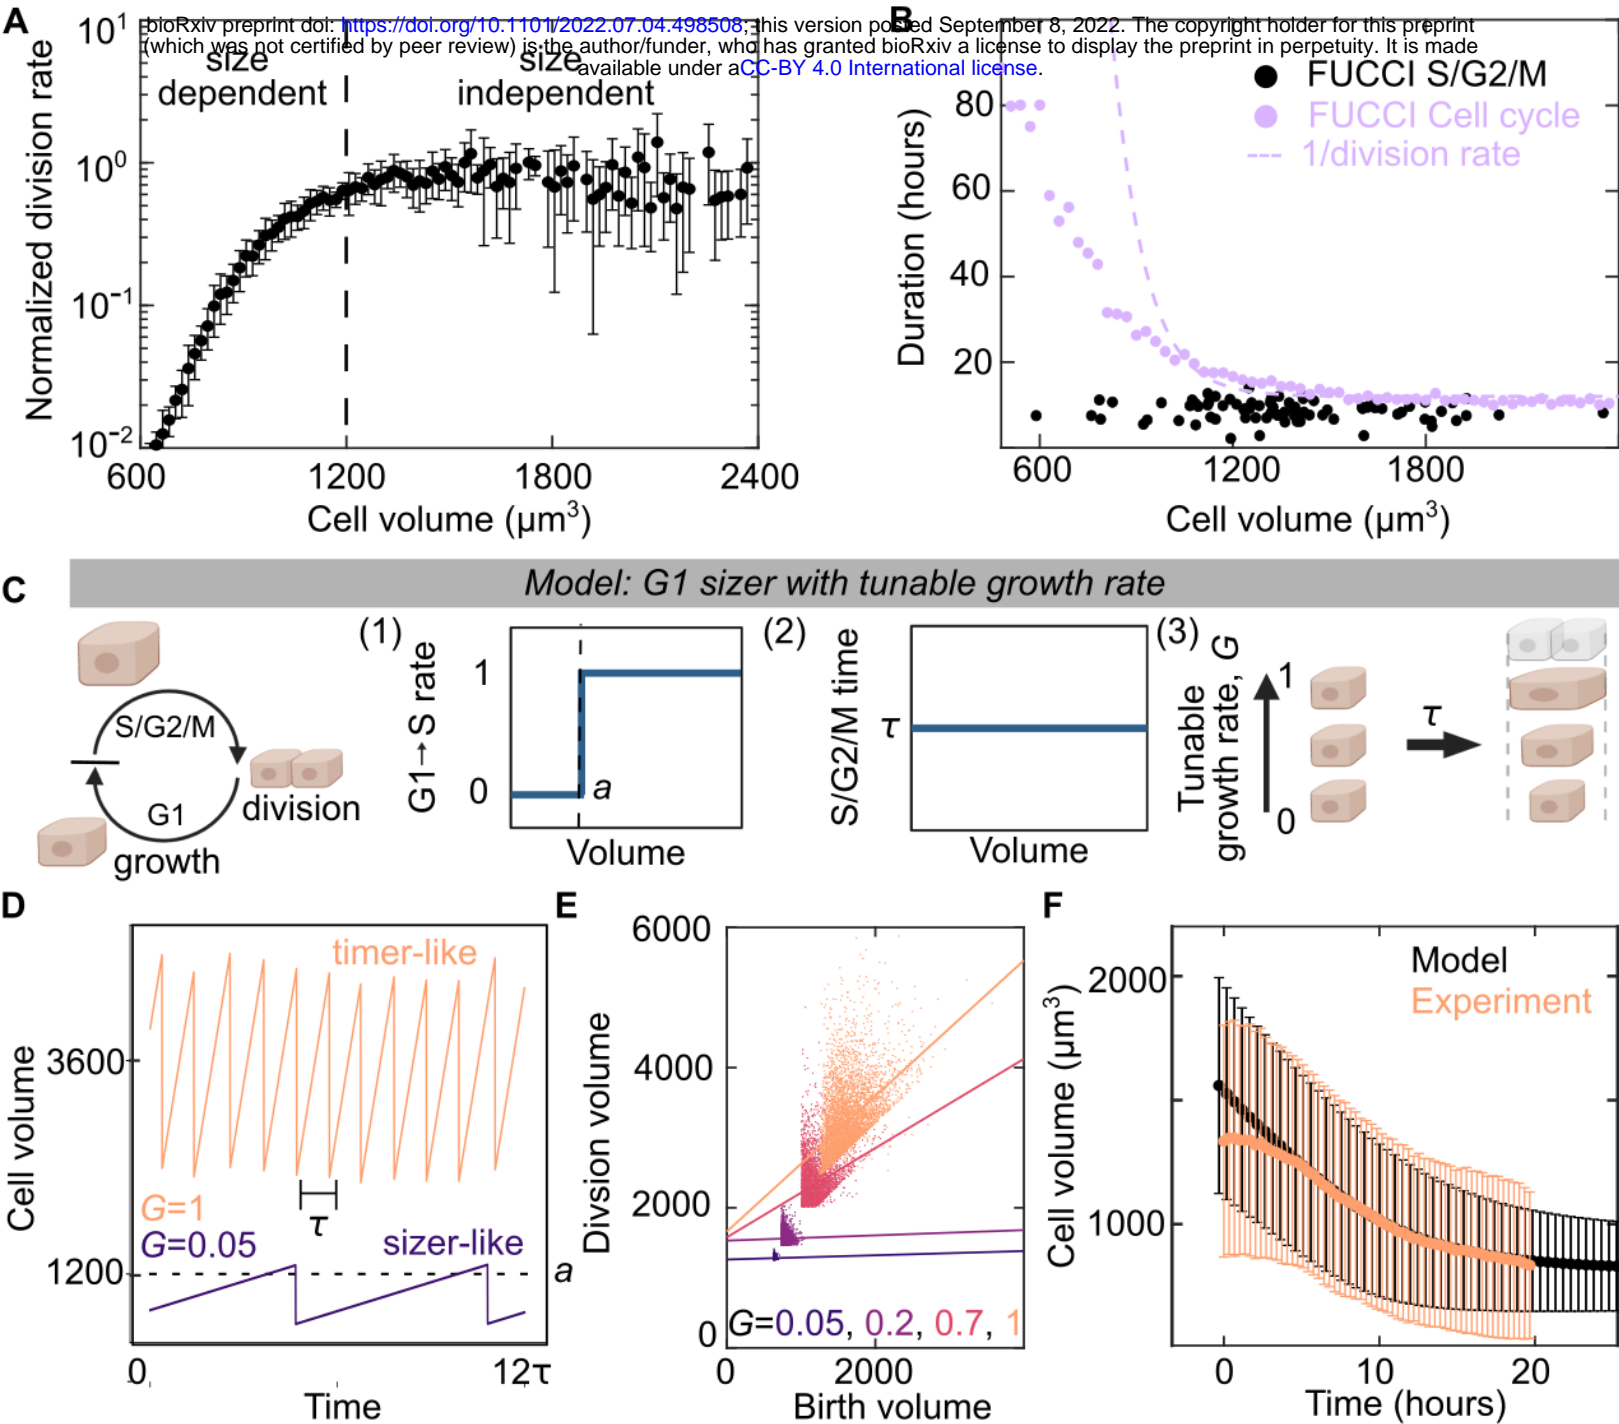 bioRxiv preprint doi: https://doi.org/10.1101/2022.07.04.498508; this version posted September 8, 2022. The copyright holder for this preprint
(which was not certified by peer review) is the author/funder, who has granted bioRxiv a license to display the preprint in perpetuity. It is made
available under aCC-BY 4.0 International license.
A
Normalized division rate
10¹
10⁰
10⁻¹
10⁻²
size
dependent
size
independent
600
1200
1800
2400
Cell volume (μm³)
B
Duration (hours)
80
60
40
20
FUCCI S/G2/M
FUCCI Cell cycle
1/division rate
600
1200
1800
Cell volume (μm³)
C
Model: G1 sizer with tunable growth rate
S/G2/M
G1
growth
division
(1)
G1→S rate
1
0
a
Volume
(2)
S/G2/M time
τ
Volume
(3)
Tunable
growth rate, G
1
0
τ
D
Cell volume
3600
1200
timer-like
τ
G=1
G=0.05
sizer-like
a
0
12τ
Time
E
Division volume
6000
4000
2000
0
G=0.05, 0.2, 0.7, 1
0
2000
Birth volume
F
Cell volume (μm³)
2000
1000
Model
Experiment
0
10
20
Time (hours)